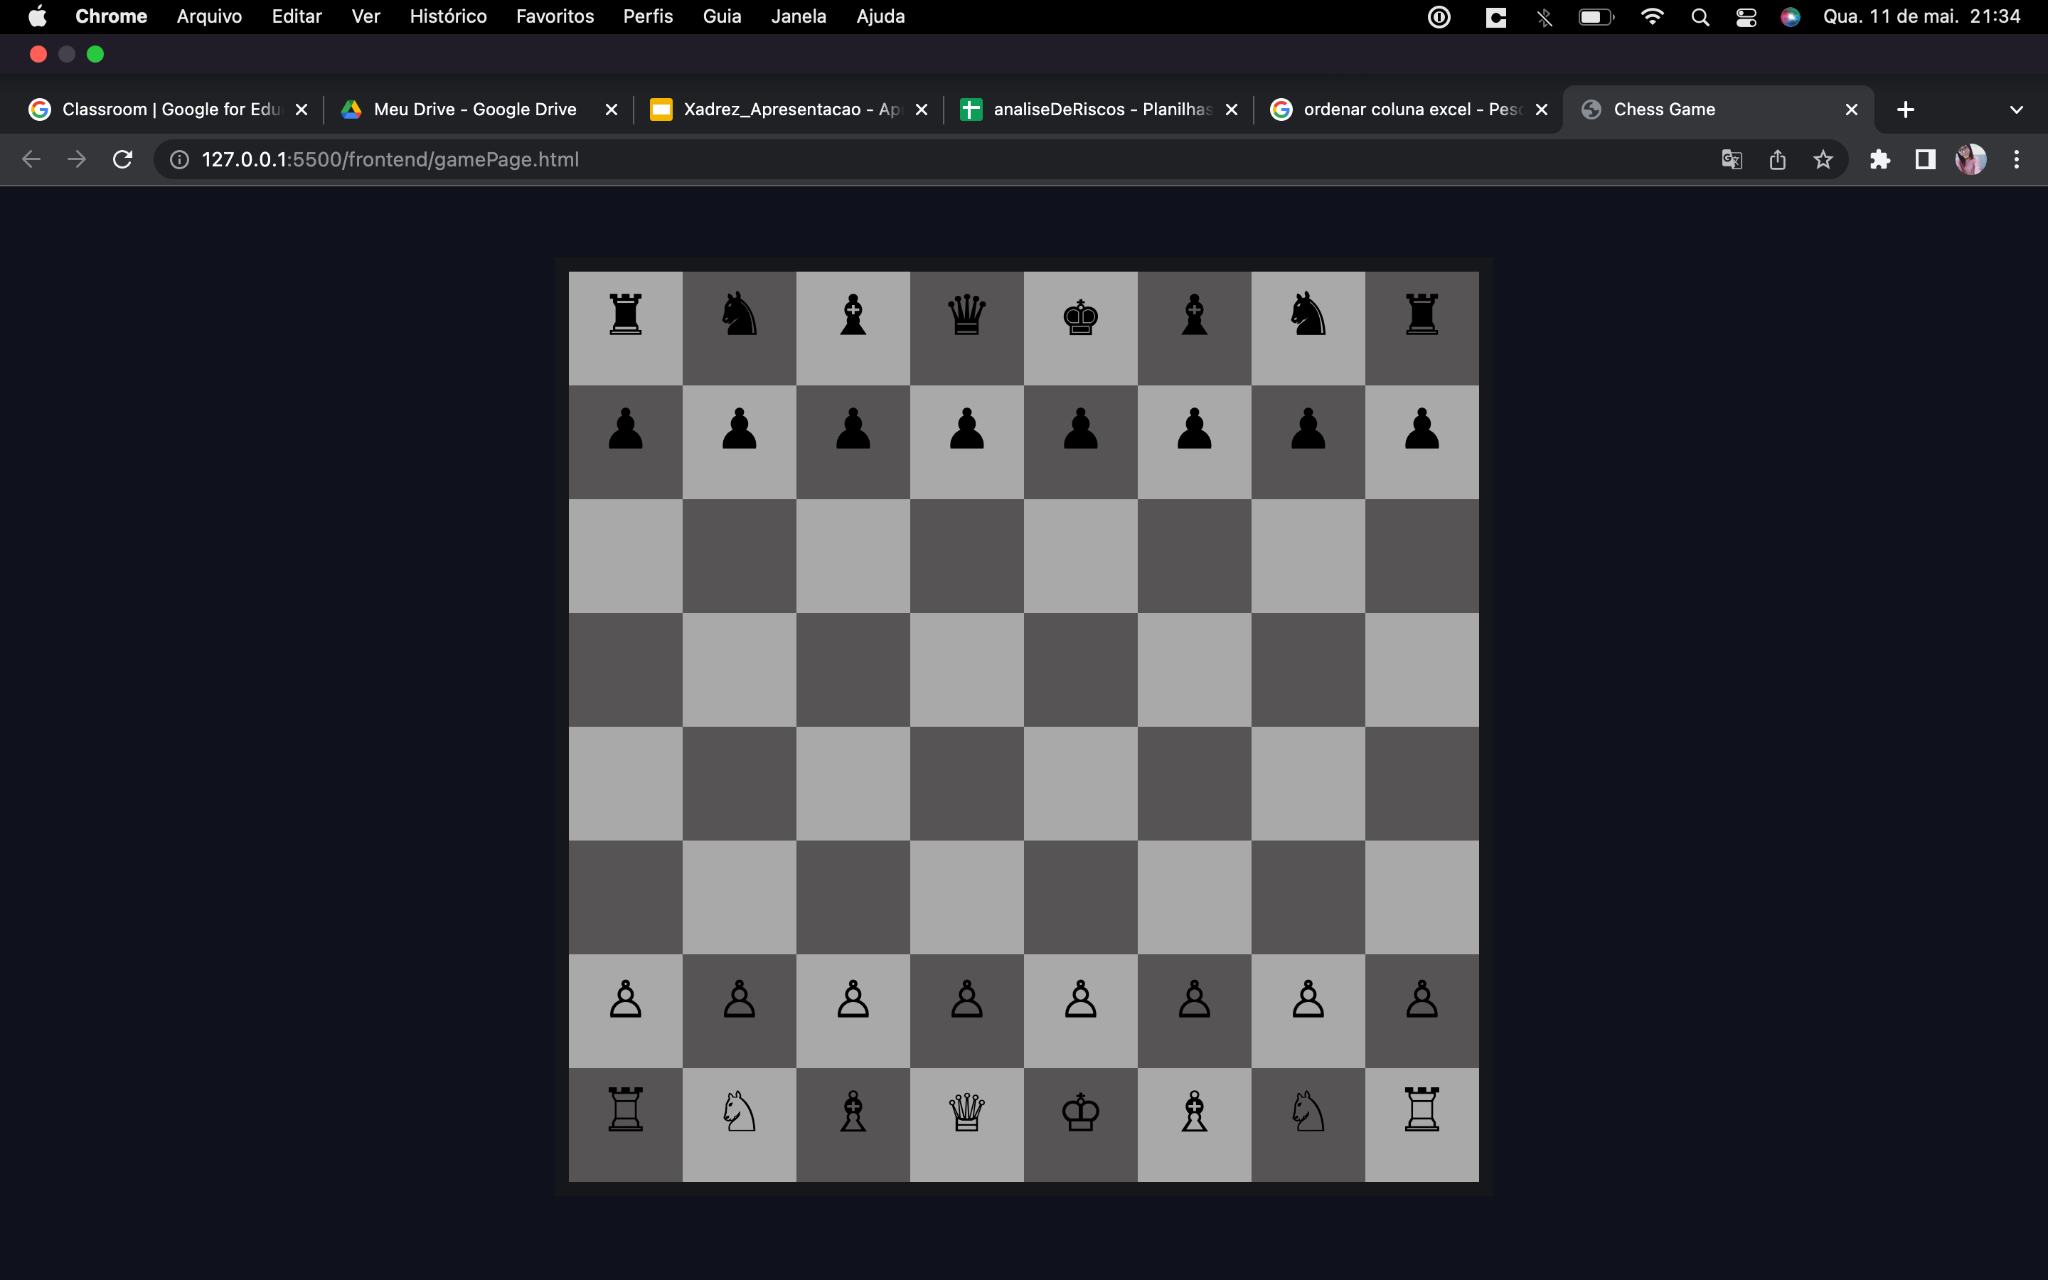 Chrome Arquivo Editar Ver Histórico Favoritos Perfis Guia Janela Ajuda Qua. 11 de mai. 21:34
Classroom | Google for Edu Meu Drive - Google Drive Xadrez_Apresentacao - Ap analiseDeRiscos - Planilhas ordenar coluna excel - Pes Chess Game
127.0.0.1:5500/frontend/gamePage.html
♜ ♞ ♝ ♛ ♚ ♝ ♞ ♜
♟ ♟ ♟ ♟ ♟ ♟ ♟ ♟
♙ ♙ ♙ ♙ ♙ ♙ ♙ ♙
♖ ♘ ♗ ♕ ♔ ♗ ♘ ♖